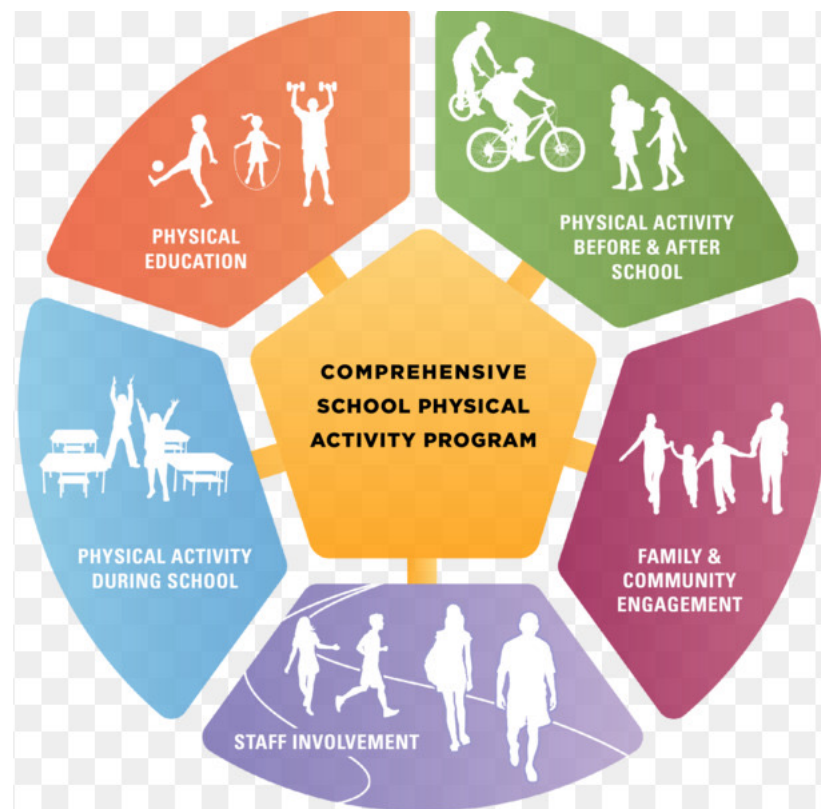 PHYSICAL
EDUCATION
PHYSICAL ACTIVITY
BEFORE & AFTER
SCHOOL
COMPREHENSIVE
SCHOOL PHYSICAL
ACTIVITY PROGRAM
PHYSICAL ACTIVITY
DURING SCHOOL
FAMILY &
COMMUNITY
ENGAGEMENT
STAFF INVOLVEMENT